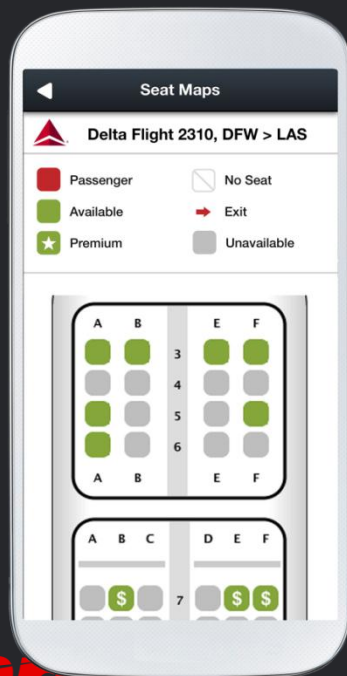 Seat Maps
Delta Flight 2310, DFW > LAS
Passenger No Seat
Available Exit
Premium Unavailable
A B E F
3
4
5
6
A B E F
A B C D E F
$ 7 $ $